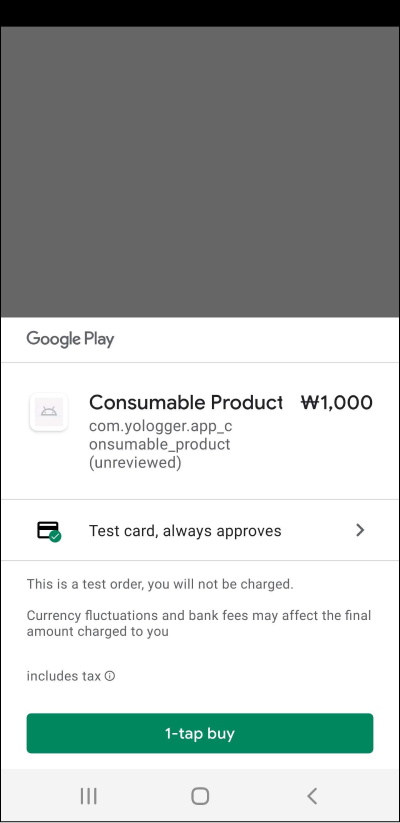 Google Play
Consumable Product ₩1,000
com.yologger.app_c
onsumable_product
(unreviewed)
Test card, always approves
This is a test order, you will not be charged.
Currency fluctuations and bank fees may affect the final
amount charged to you
includes tax
1-tap buy